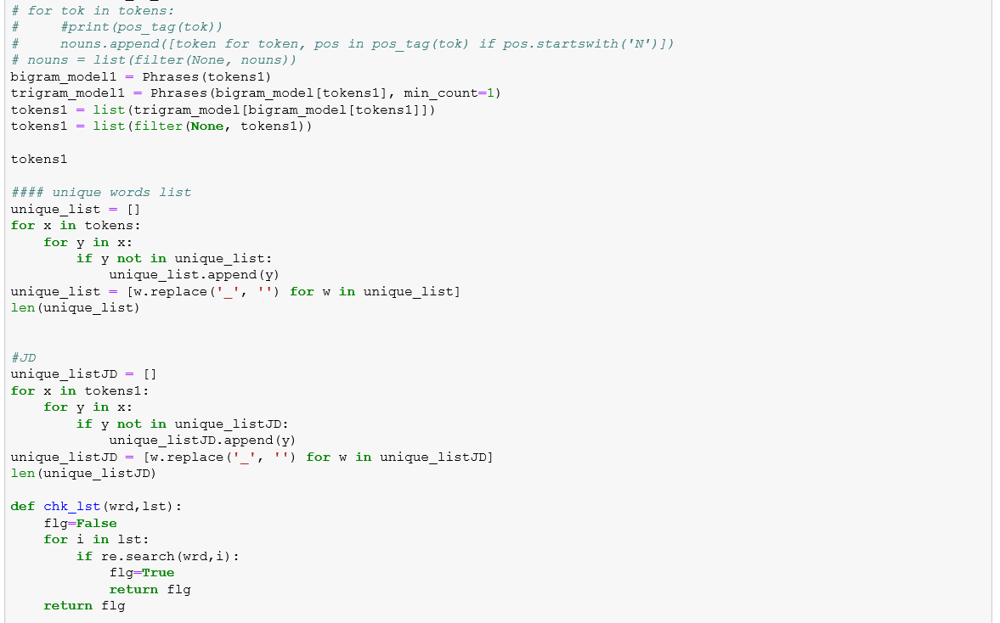 # for tok in tokens:
#     #print(pos_tag(tok))
#     nouns.append([token for token, pos in pos_tag(tok) if pos.startswith('N')])
# nouns = list(filter(None, nouns))
bigram_model1 = Phrases(tokens1)
trigram_model1 = Phrases(bigram_model[tokens1], min_count=1)
tokens1 = list(trigram_model[bigram_model[tokens1]])
tokens1 = list(filter(None, tokens1))

tokens1

#### unique words list
unique_list = []
for x in tokens:
    for y in x:
        if y not in unique_list:
            unique_list.append(y)
unique_list = [w.replace('_', '') for w in unique_list]
len(unique_list)


#JD
unique_listJD = []
for x in tokens1:
    for y in x:
        if y not in unique_listJD:
            unique_listJD.append(y)
unique_listJD = [w.replace('_', '') for w in unique_listJD]
len(unique_listJD)

def chk_lst(wrd,lst):
    flg=False
    for i in lst:
        if re.search(wrd,i):
            flg=True
            return flg
    return flg